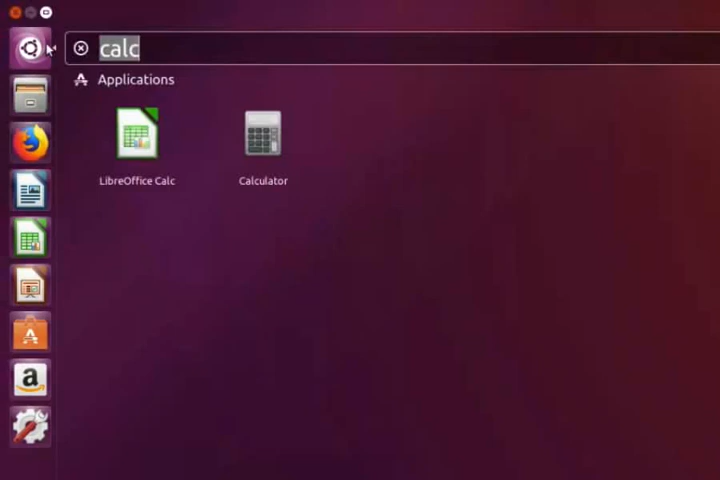 calc
Applications
LibreOffice Calc
Calculator
a